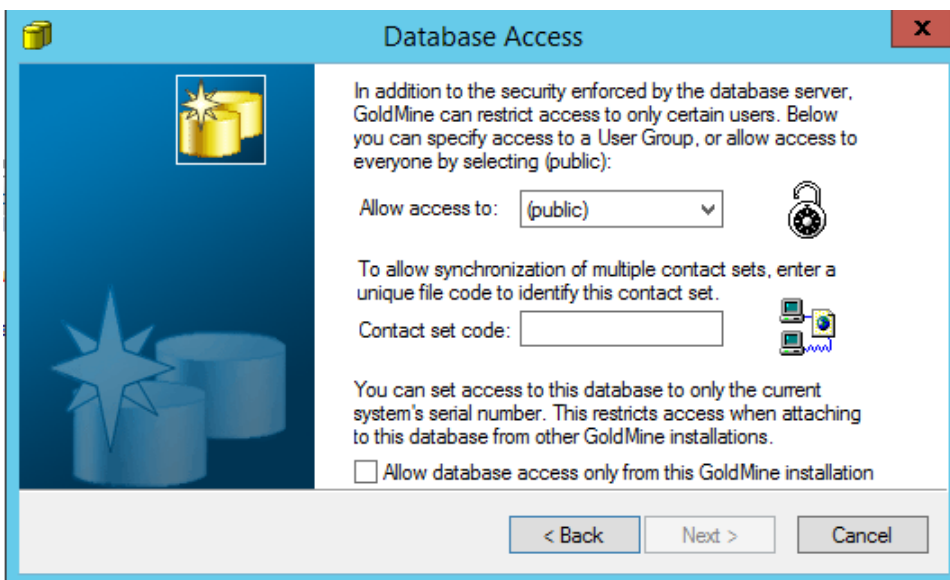 Database Access
x
In addition to the security enforced by the database server,
GoldMine can restrict access to only certain users. Below
you can specify access to a User Group, or allow access to
everyone by selecting (public):
Allow access to: (public)
To allow synchronization of multiple contact sets, enter a
unique file code to identify this contact set.
Contact set code:
You can set access to this database to only the current
system's serial number. This restricts access when attaching
to this database from other GoldMine installations.
Allow database access only from this GoldMine installation
< Back Next > Cancel